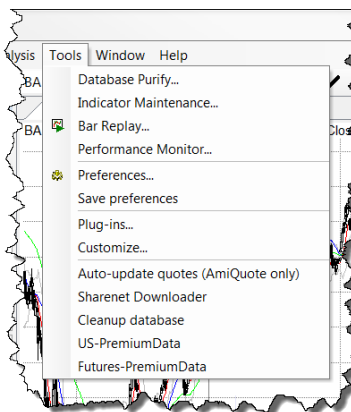 alysis Tools Window Help
BA
Database Purify...
Indicator Maintenance...
BA Bar Replay... Clos
Performance Monitor...
Preferences...
Save preferences
Plug-ins...
Customize...
Auto-update quotes (AmiQuote only)
Sharenet Downloader
Cleanup database
US-PremiumData
Futures-PremiumData